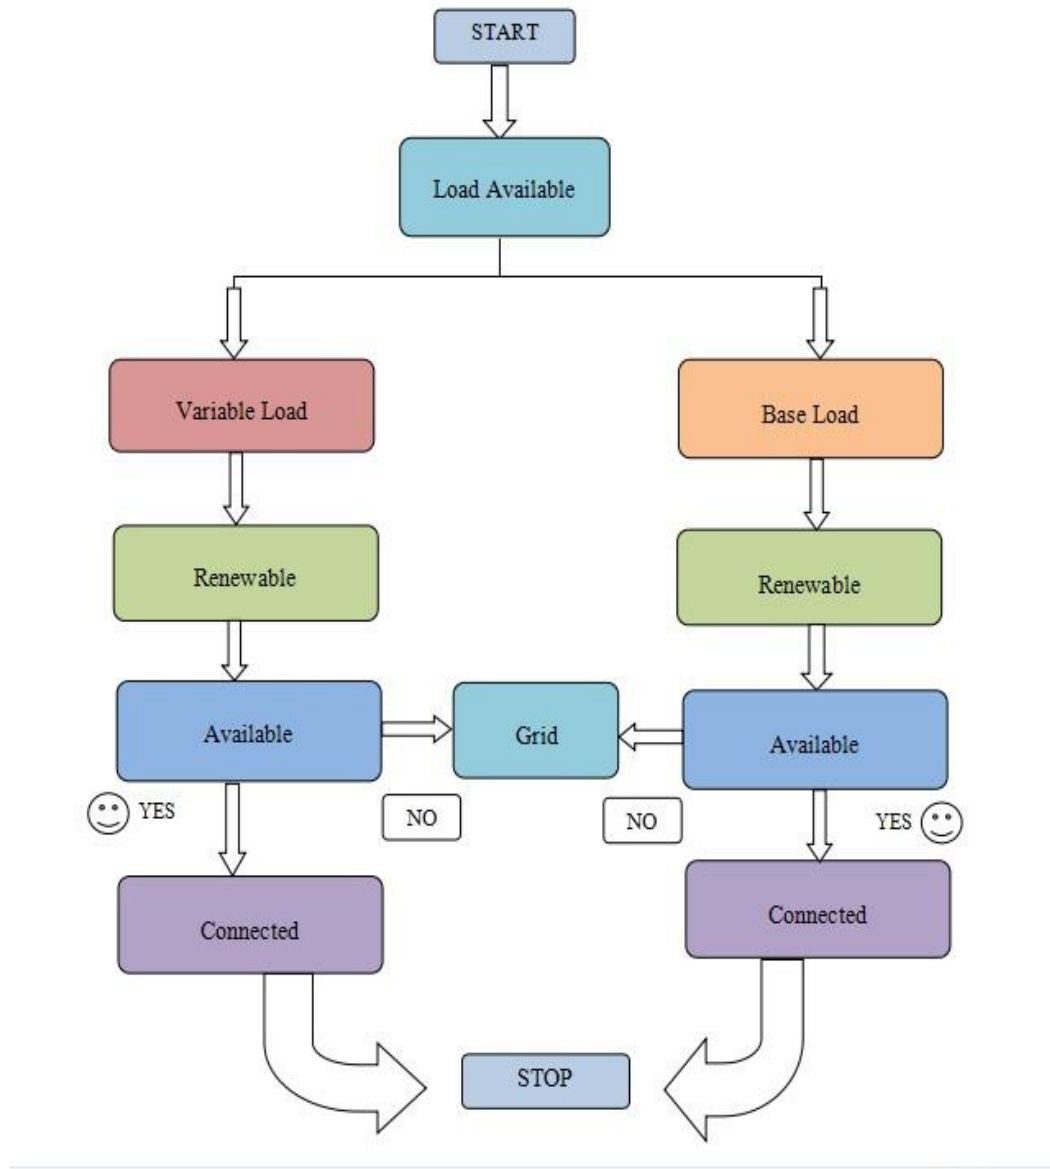 START
Load Available
Variable Load
Base Load
Renewable
Renewable
Available
Grid
Available
YES
NO
NO
YES
Connected
Connected
STOP